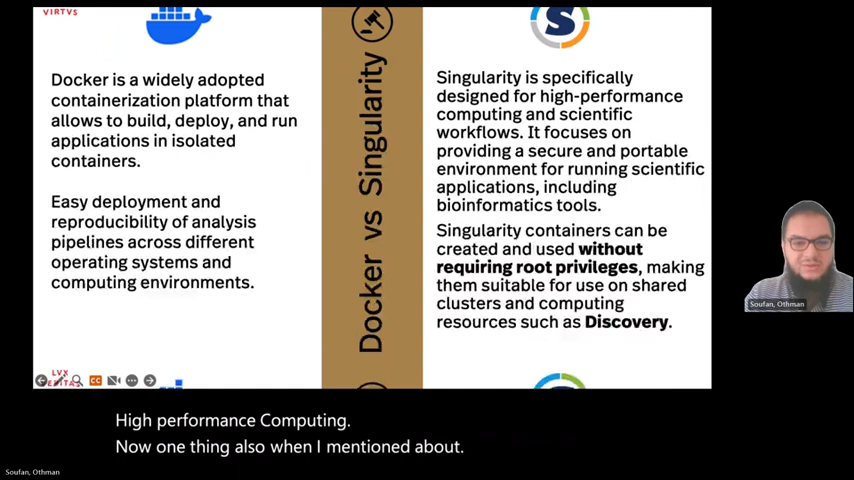 VIRTVS
Docker is a widely adopted
containerization platform that
allows to build, deploy, and run
applications in isolated
containers.
Easy deployment and
reproducibility of analysis
pipelines across different
operating systems and
computing environments.
LVX
CC
Docker vs Singularity
S
Singularity is specifically
designed for high-performance
computing and scientific
workflows. It focuses on
providing a secure and portable
environment for running scientific
applications, including
bioinformatics tools.
Singularity containers can be
created and used without
requiring root privileges, making
them suitable for use on shared
clusters and computing
resources such as Discovery.
Soufan, Othman
High performance Computing.
Now one thing also when I mentioned about.
Soufan, Othman